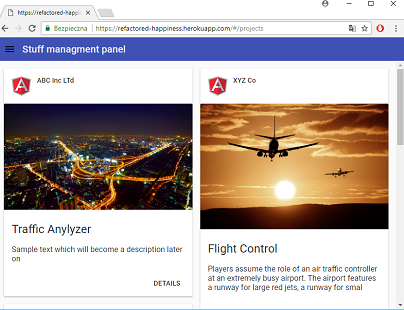 https://refactored-happin
Bezpieczna
https://refactored-happiness.herokuapp.com/#/projects
Stuff managment panel
ABC Inc LTd
Traffic Anylyzer
Sample text which will become a description later
on
DETAILS
XYZ Co
Flight Control
Players assume the role of an air traffic controller
at an extremely busy airport. The airport features
a runway for large red jets, a runway for smal